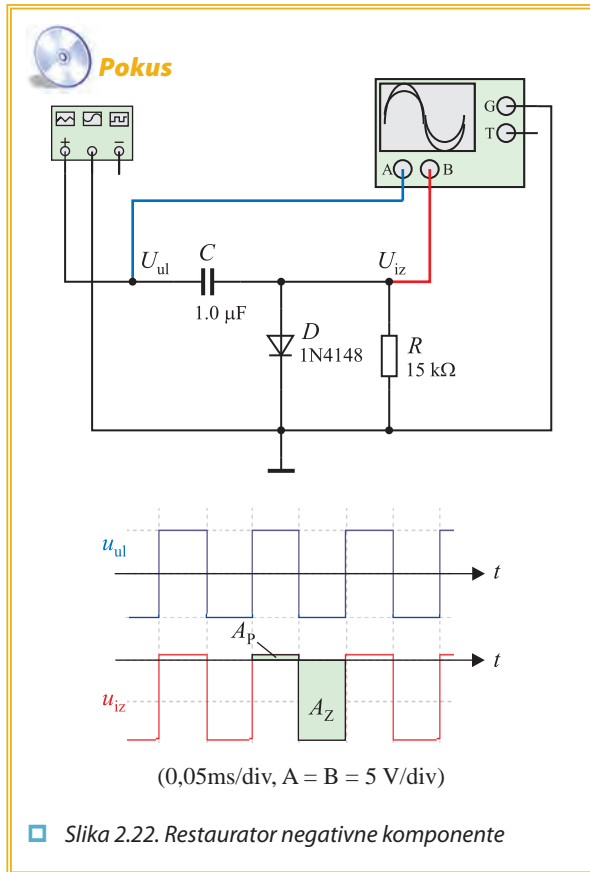 Pokus
G
T
+
−
A
B
U_ul
C
U_iz
1.0 μF
D
1N4148
R
15 kΩ
u_ul
t
A_P
t
u_iz
A_Z
(0,05ms/div, A = B = 5 V/div)
Slika 2.22. Restaurator negativne komponente